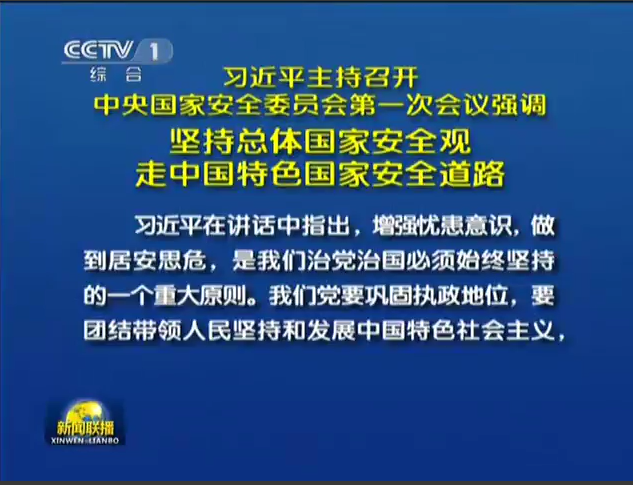 CCTV 1
综合
习近平主持召开
中央国家安全委员会第一次会议强调
坚持总体国家安全观
走中国特色国家安全道路
习近平在讲话中指出，增强忧患意识，做
到居安思危，是我们治党治国必须始终坚持
的一个重大原则。我们党要巩固执政地位，要
团结带领人民坚持和发展中国特色社会主义，
新闻联播
XINWEN-LIANBO